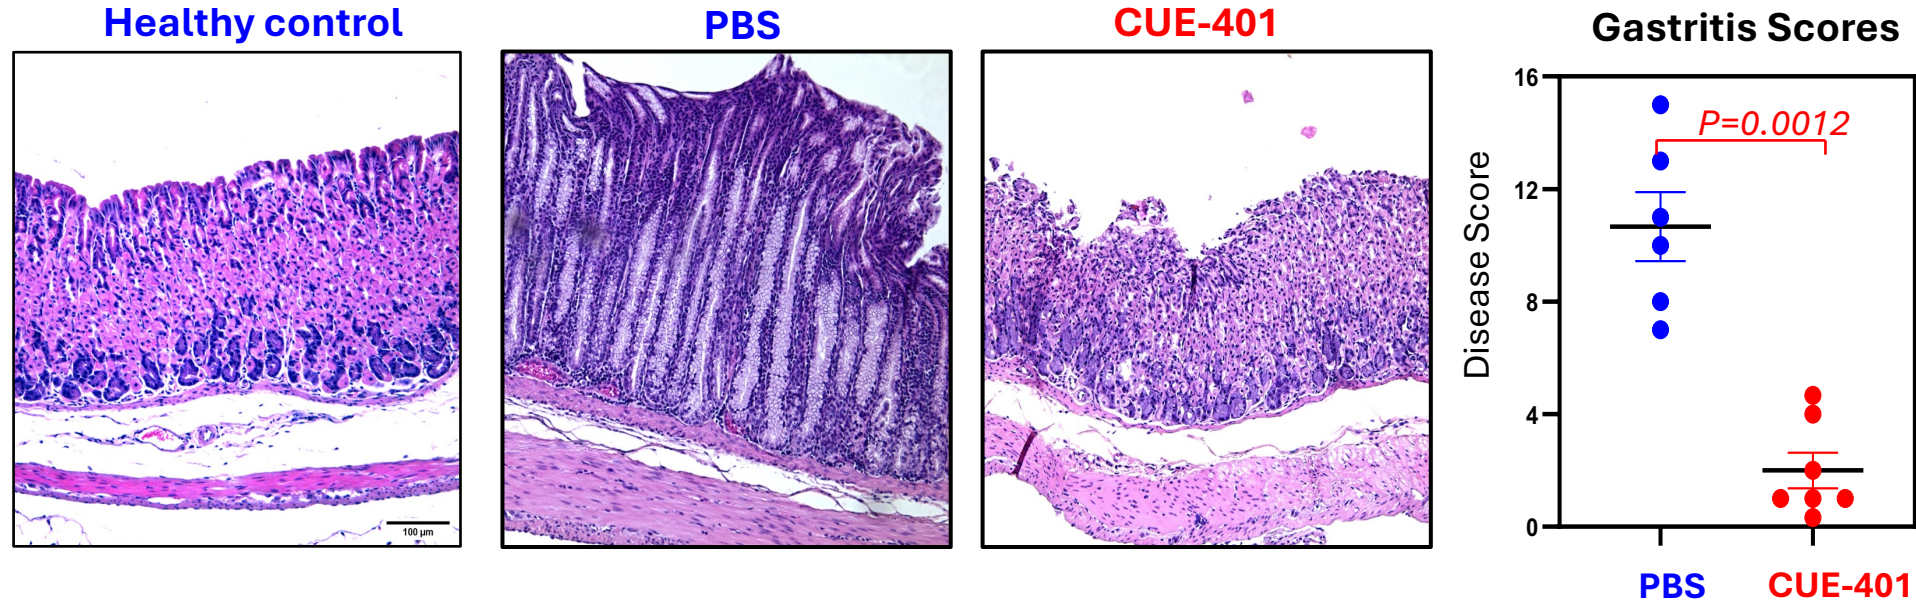 Healthy control
PBS
CUE-401
Gastritis Scores
100 µm
Disease Score
16
12
8
4
0
P=0.0012
PBS
CUE-401